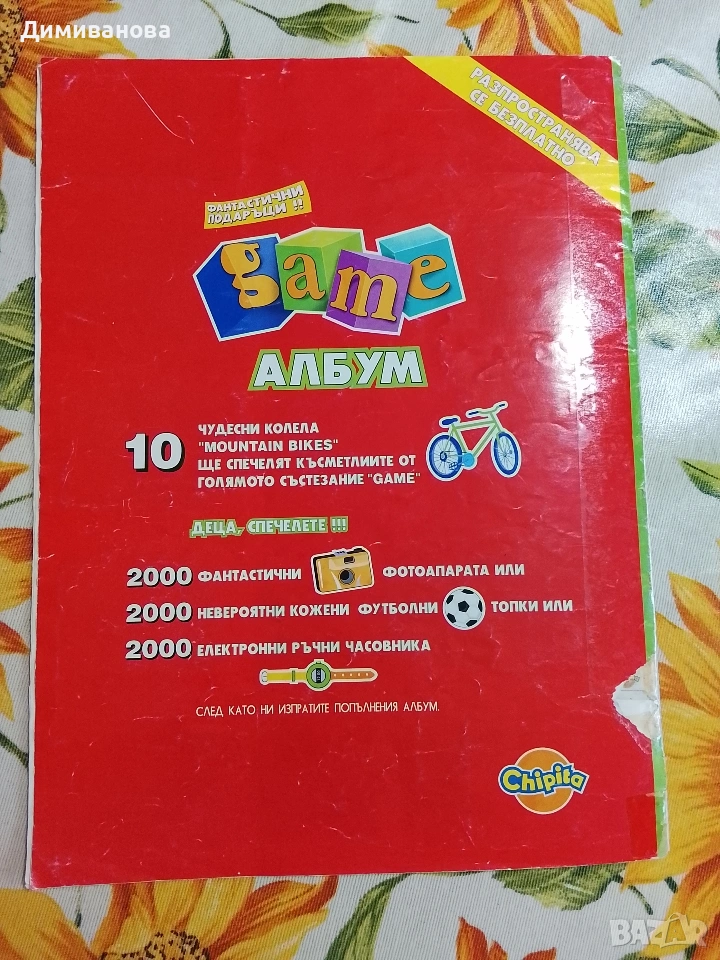 Димиванова
РАЗПРОСТРАНЯВА
СЕ БЕЗПЛАТНО
ФАНТАСТИЧНИ
ПОДАРЪЦИ !!
game
АЛБУМ
10 ЧУДЕСНИ КОЛЕЛА
"MOUNTAIN BIKES"
ЩЕ СПЕЧЕЛЯТ КЪСМЕТЛИИТЕ ОТ
ГОЛЯМОТО СЪСТЕЗАНИЕ "GAME"
ДЕЦА, СПЕЧЕЛЕТЕ !!!
2000 ФАНТАСТИЧНИ ФОТОАПАРАТА ИЛИ
2000 НЕВЕРОЯТНИ КОЖЕНИ ФУТБОЛНИ ТОПКИ ИЛИ
2000 ЕЛЕКТРОННИ РЪЧНИ ЧАСОВНИКА
СЛЕД КАТО НИ ИЗПРАТИТЕ ПОПЪЛНЕНИЯ АЛБУМ.
Chipita
BAZAR